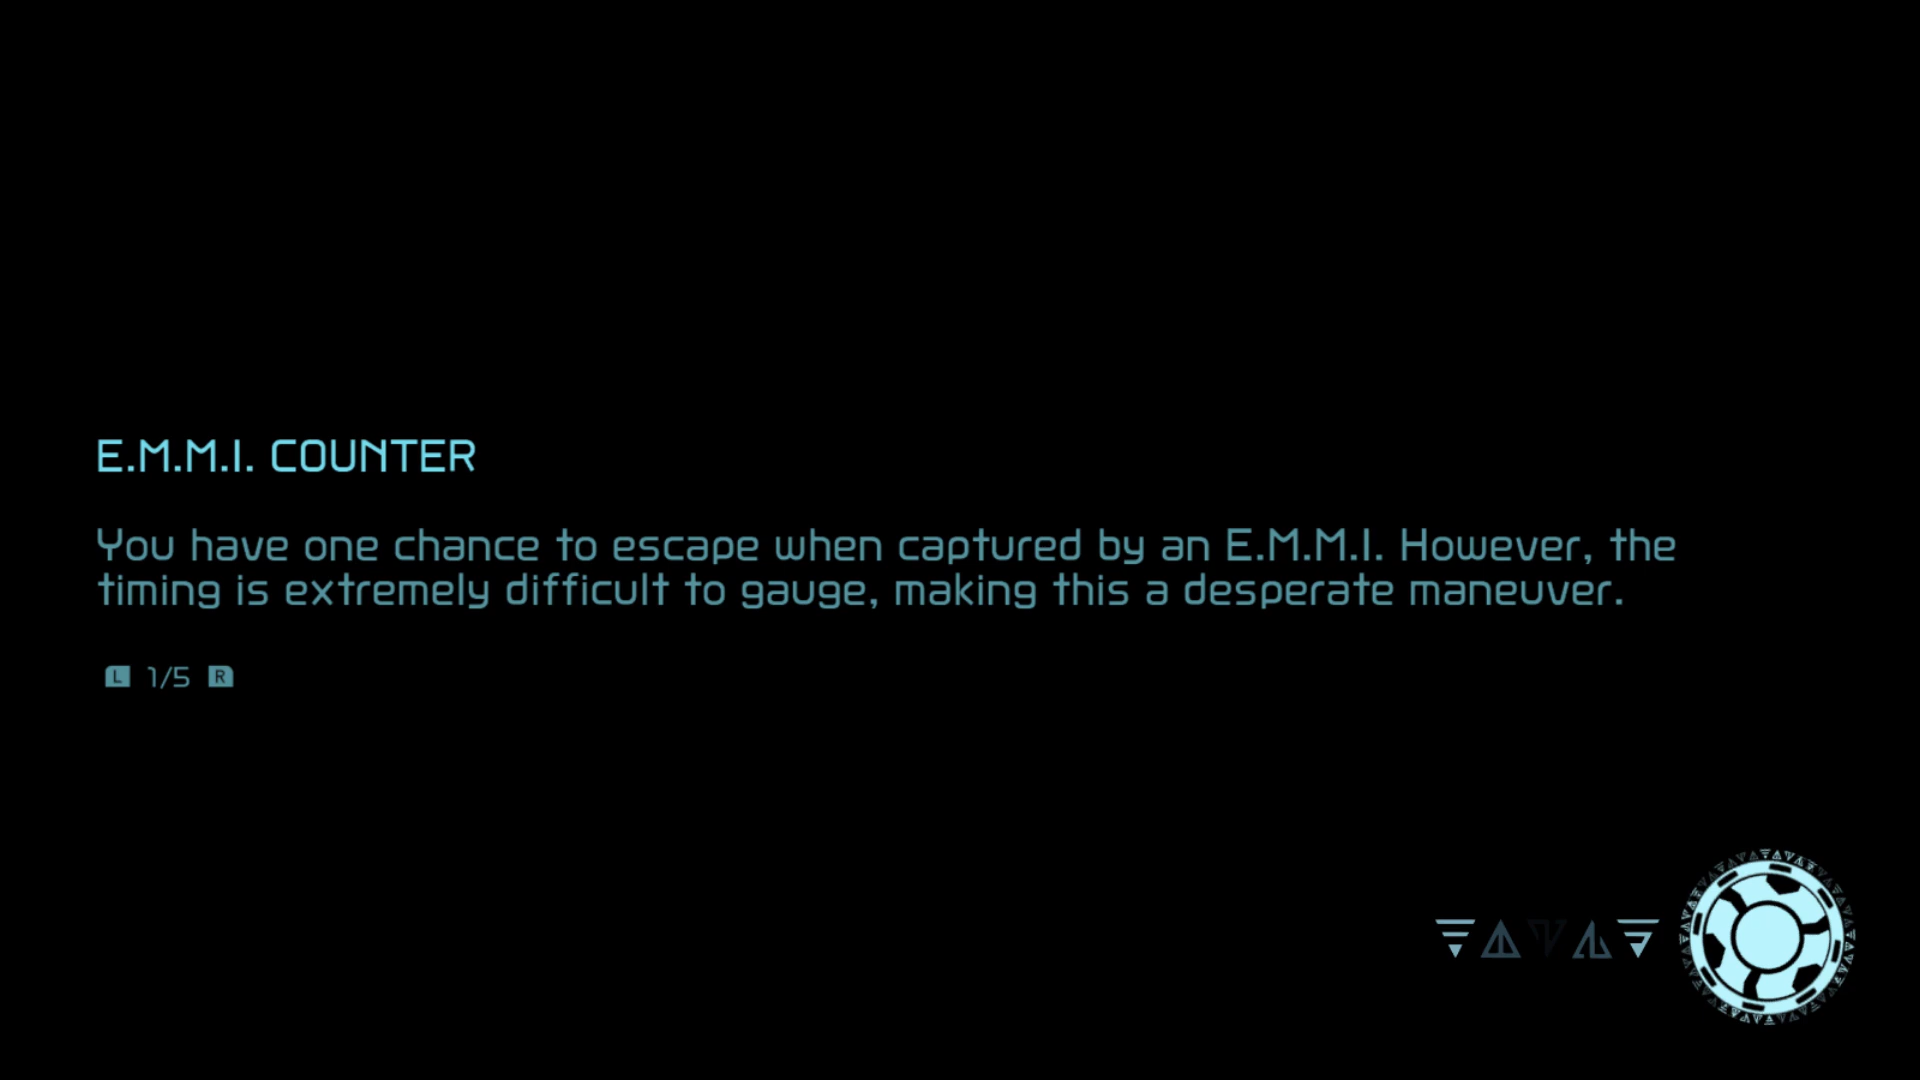 E.M.M.I. COUNTER
You have one chance to escape when captured by an E.M.M.I. However, the
timing is extremely difficult to gauge, making this a desperate maneuver.
L 1/5 R